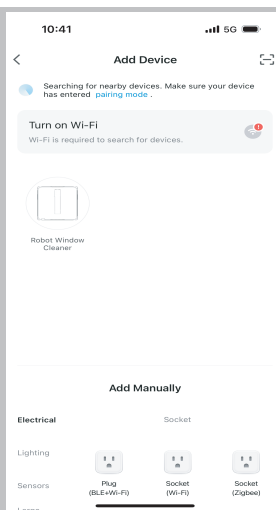 10:41
5G
Add Device
Searching for nearby devices. Make sure your device
has entered pairing mode .
Turn on Wi-Fi
Wi-Fi is required to search for devices.
Robot Window
Cleaner
Add Manually
Electrical
Socket
Lighting
Plug
(BLE+Wi-Fi)
Socket
(Wi-Fi)
Socket
(Zigbee)
Sensors
Large